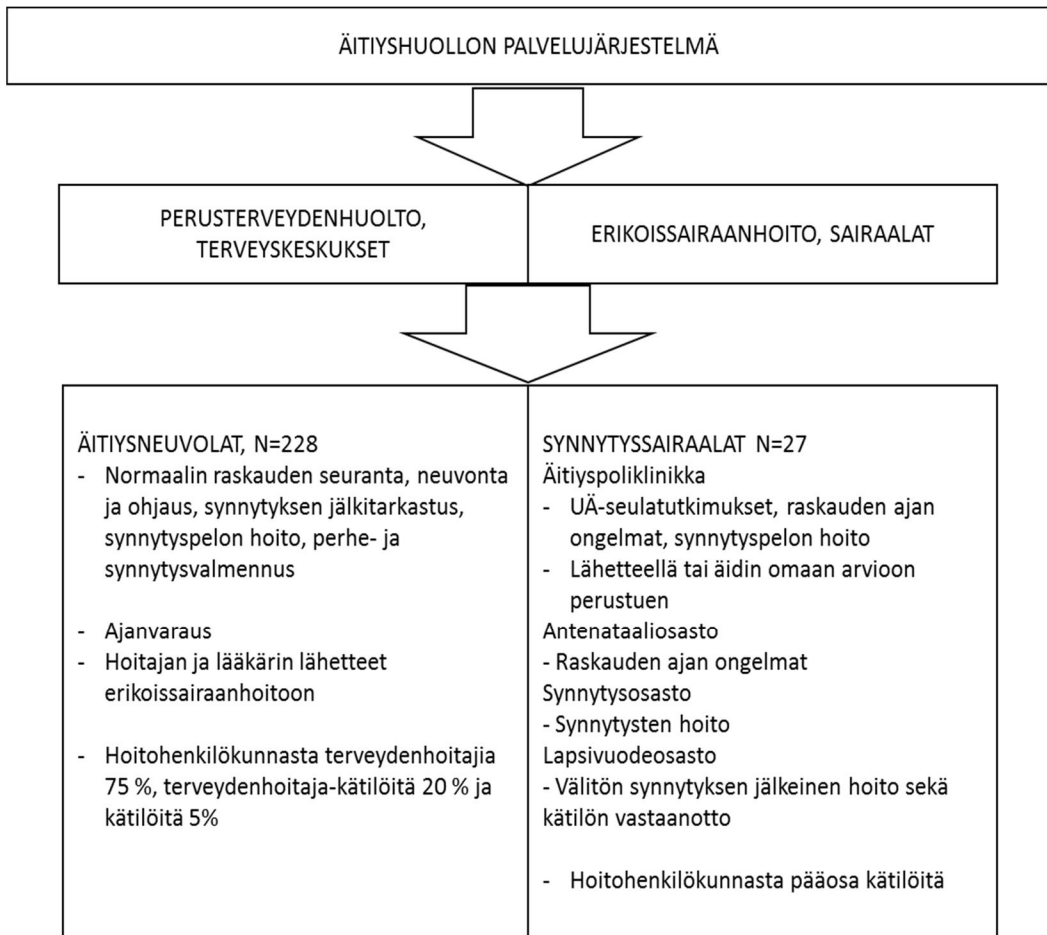 ÄITIYSHUOLLON PALVELUJÄRJESTELMÄ
PERUSTERVEYDENHUOLTO,
TERVEYSKESKUKSET
ERIKOISSAIRAANHOITO, SAIRAALAT
ÄITIYSNEUVOLAT, N=228
- Normaalin raskauden seuranta, neuvonta
ja ohjaus, synnytyksen jälkitarkastus,
synnytyspelon hoito, perhe- ja
synnytysvalmennus
- Ajanvaraus
- Hoitajan ja lääkärin lähetteet
erikoissairaanhoitoon
- Hoitohenkilökunnasta terveydenhoitajia
75 %, terveydenhoitaja-kätilöitä 20 % ja
kätilöitä 5%
SYNNYTYSSAIRAALAT N=27
Äitiyspoliklinikka
- UÄ-seulatutkimukset, raskauden ajan
ongelmat, synnytyspelon hoito
- Lähetteellä tai äidin omaan arvioon
perustuen
Antenataaliosasto
- Raskauden ajan ongelmat
Synnytysosasto
- Synnytysten hoito
Lapsivuodeosasto
- Välitön synnytyksen jälkeinen hoito sekä
kätilön vastaanotto
- Hoitohenkilökunnasta pääosa kätilöitä